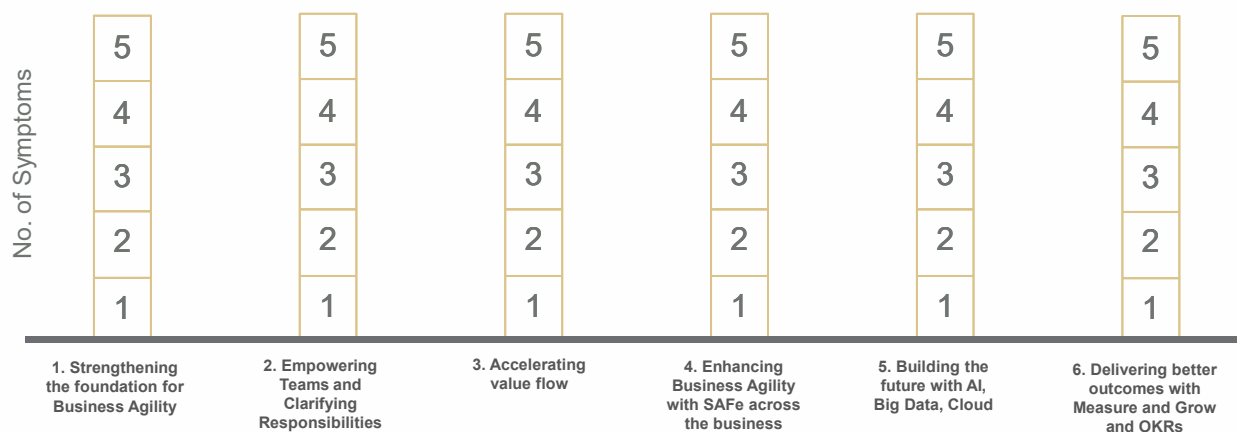 No. of Symptoms
5
4
3
2
1
5
4
3
2
1
5
4
3
2
1
5
4
3
2
1
5
4
3
2
1
5
4
3
2
1
1. Strengthening
the foundation for
Business Agility
2. Empowering
Teams and
Clarifying
Responsibilities
3. Accelerating
value flow
4. Enhancing
Business Agility
with SAFe across
the business
5. Building the
future with AI,
Big Data, Cloud
6. Delivering better
outcomes with
Measure and Grow
and OKRs